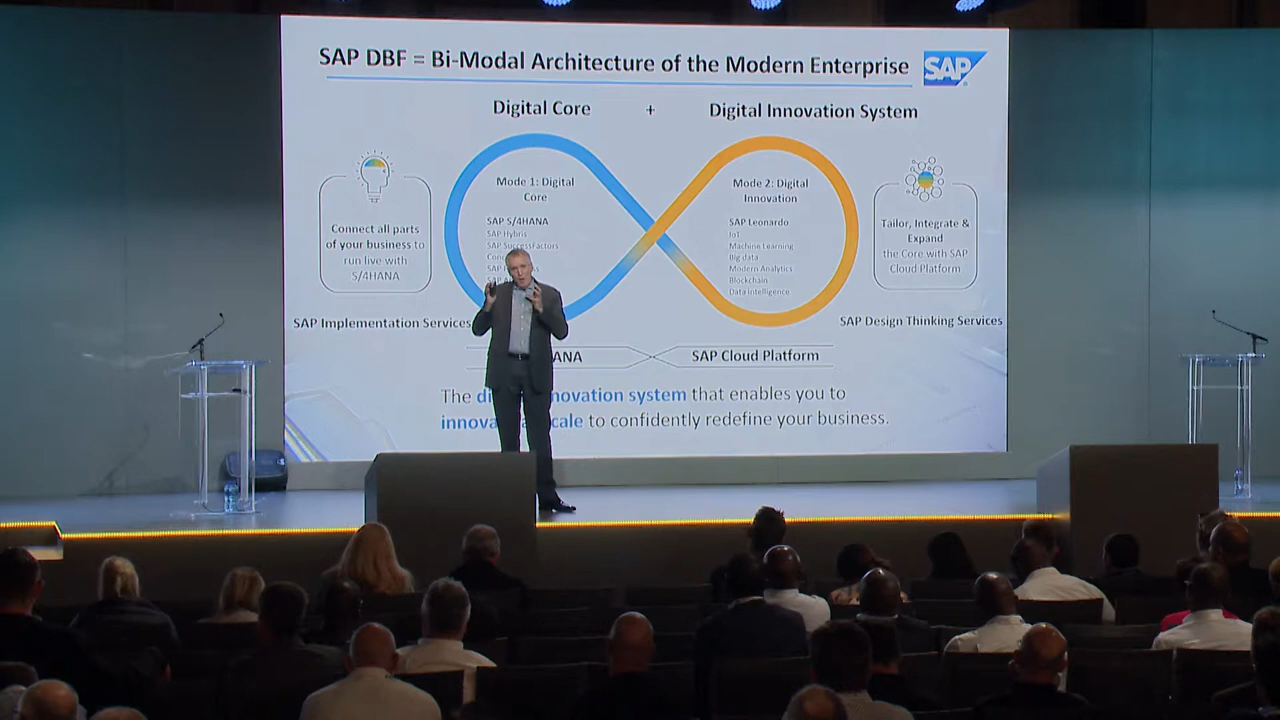 SAP DBF = Bi-Modal Architecture of the Modern Enterprise
SAP
Digital Core + Digital Innovation System
Connect all parts
of your business to
run live with
S/4HANA
SAP Implementation Services
Mode 1: Digital
Core
SAP S/4HANA
SAP Hybris
SAP SuccessFactors
SAP
Mode 2: Digital
Innovation
SAP Leonardo
IoT
Machine Learning
Big data
Modern Analytics
Blockchain
Data Intelligence
Tailor, Integrate &
Expand
the Core with SAP
Cloud Platform
SAP Design Thinking Services
ANA
SAP Cloud Platform
The di novation system that enables you to
innova cale to confidently redefine your business.